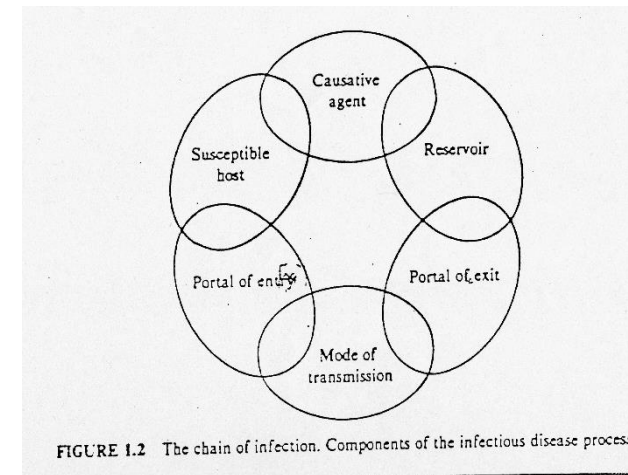 Causative
agent
Susceptible
host
Reservoir
Portal of entry
Portal of exit
Mode of
transmission
FIGURE 1.2 The chain of infection. Components of the infectious disease proces